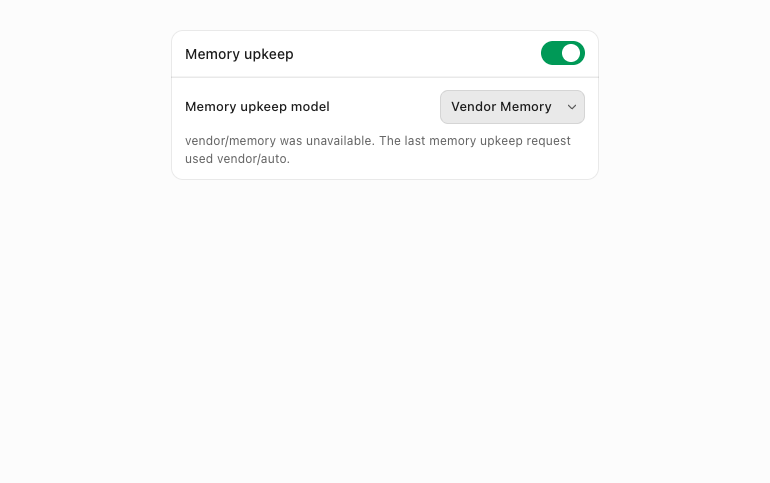 Memory upkeep
Memory upkeep model
Vendor Memory
vendor/memory was unavailable. The last memory upkeep request
used vendor/auto.